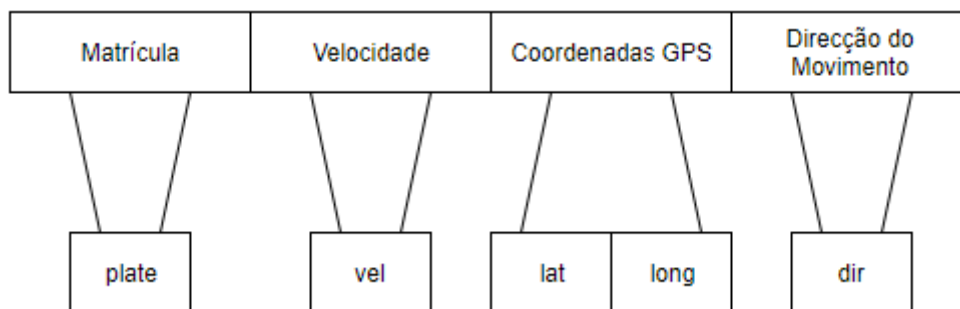 Matrícula
Velocidade
Coordenadas GPS
Direcção do
Movimento
plate
vel
lat
long
dir